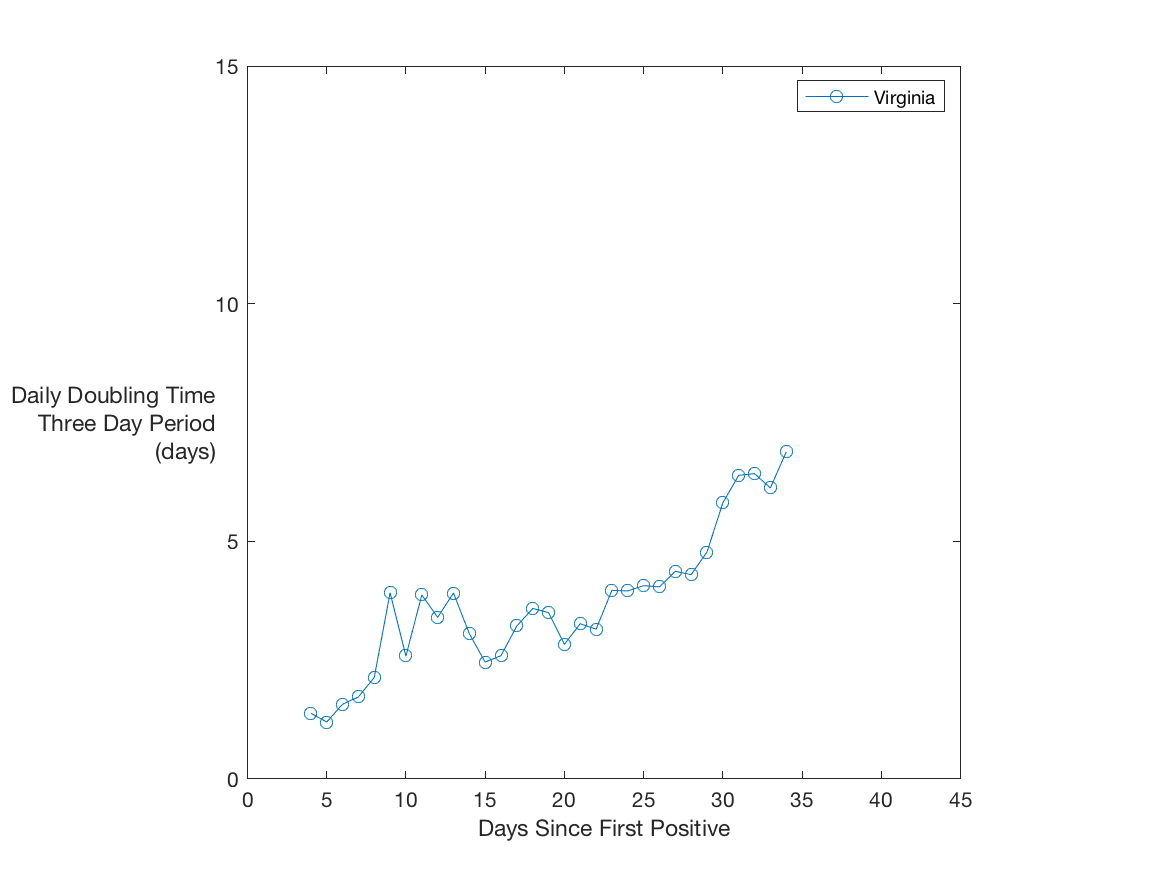 15
Virginia
10
Daily Doubling Time
Three Day Period
(days)
5
0
0 5 10 15 20 25 30 35 40 45
Days Since First Positive